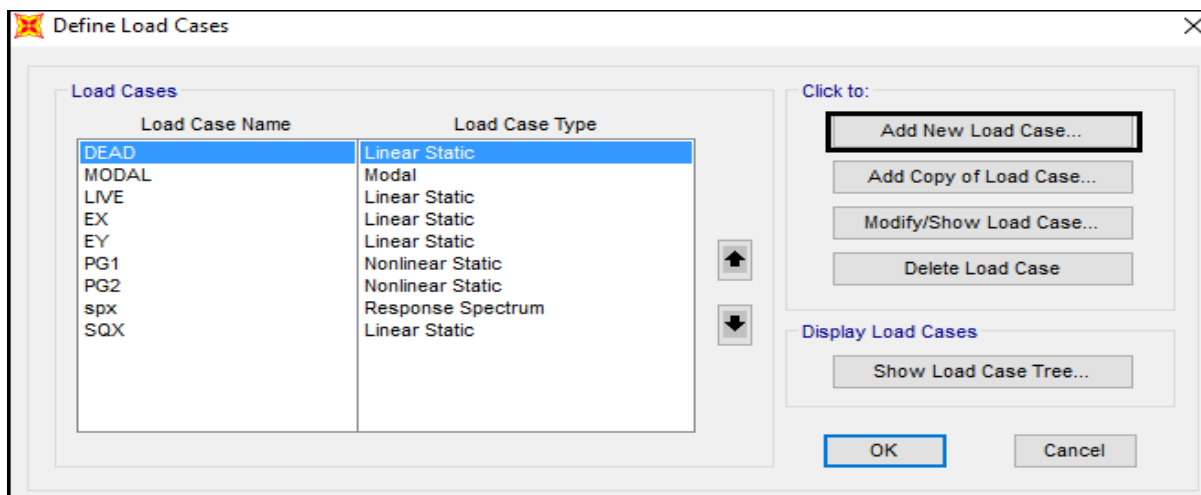 Define Load Cases
Load Cases
Load Case Name Load Case Type
DEAD Linear Static
MODAL Modal
LIVE Linear Static
EX Linear Static
EY Linear Static
PG1 Nonlinear Static
PG2 Nonlinear Static
spx Response Spectrum
SQX Linear Static
Click to:
Add New Load Case...
Add Copy of Load Case...
Modify/Show Load Case...
Delete Load Case
Display Load Cases
Show Load Case Tree...
OK Cancel